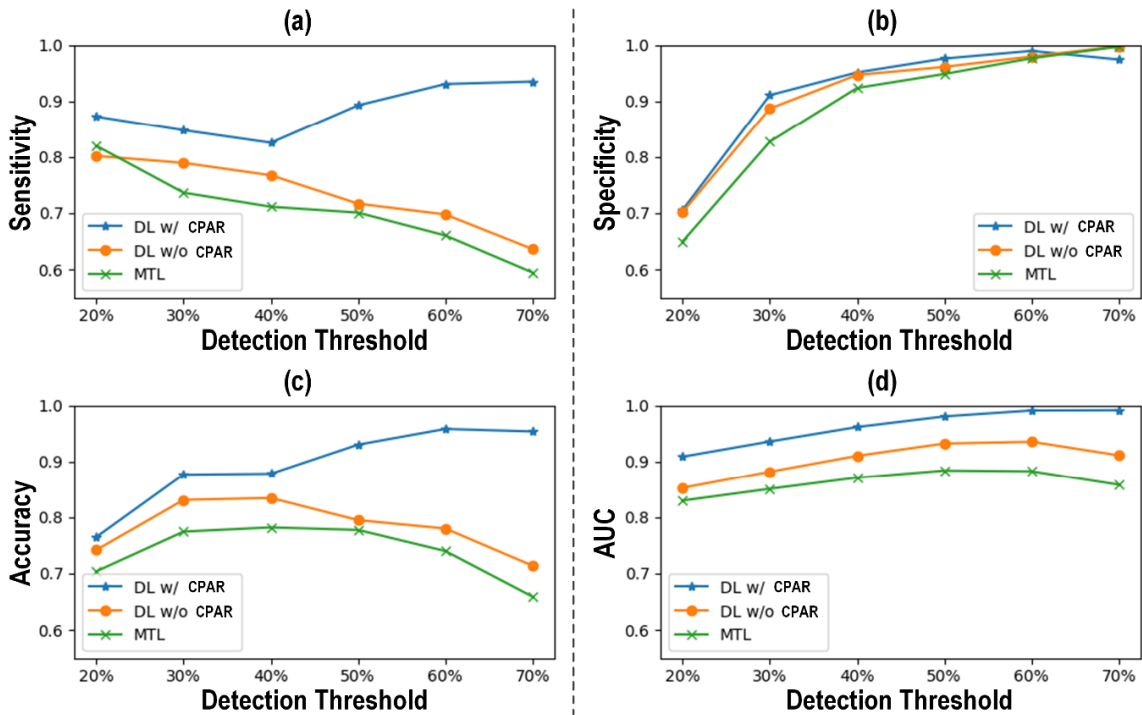 (a)
1.0
0.9
0.8
0.7
0.6
Sensitivity
DL w/ CPAR
DL w/o CPAR
MTL
20% 30% 40% 50% 60% 70%
Detection Threshold
(b)
1.0
0.9
0.8
0.7
0.6
Specificity
DL w/ CPAR
DL w/o CPAR
MTL
20% 30% 40% 50% 60% 70%
Detection Threshold
(c)
1.0
0.9
0.8
0.7
0.6
Accuracy
DL w/ CPAR
DL w/o CPAR
MTL
20% 30% 40% 50% 60% 70%
Detection Threshold
(d)
1.0
0.9
0.8
0.7
0.6
AUC
DL w/ CPAR
DL w/o CPAR
MTL
20% 30% 40% 50% 60% 70%
Detection Threshold